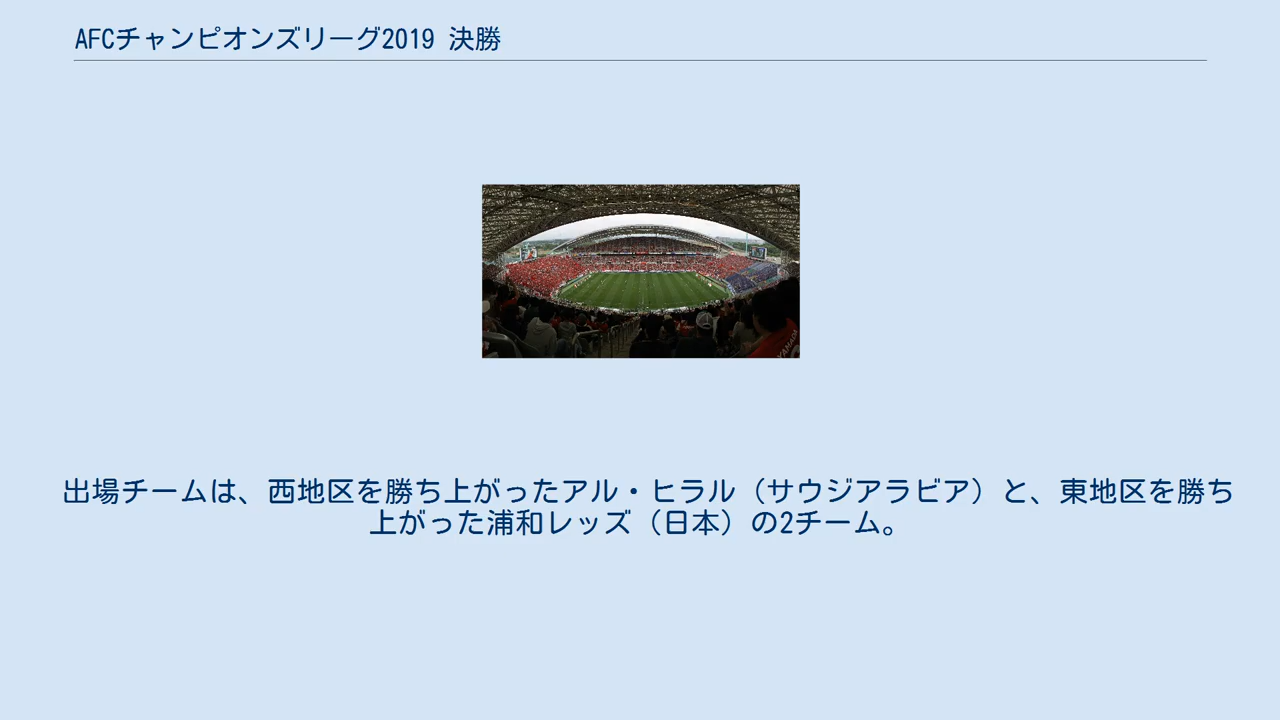 AFCチャンピオンズリーグ2019 決勝
出場チームは、西地区を勝ち上がったアル・ヒラル（サウジアラビア）と、東地区を勝ち
上がった浦和レッズ（日本）の2チーム。